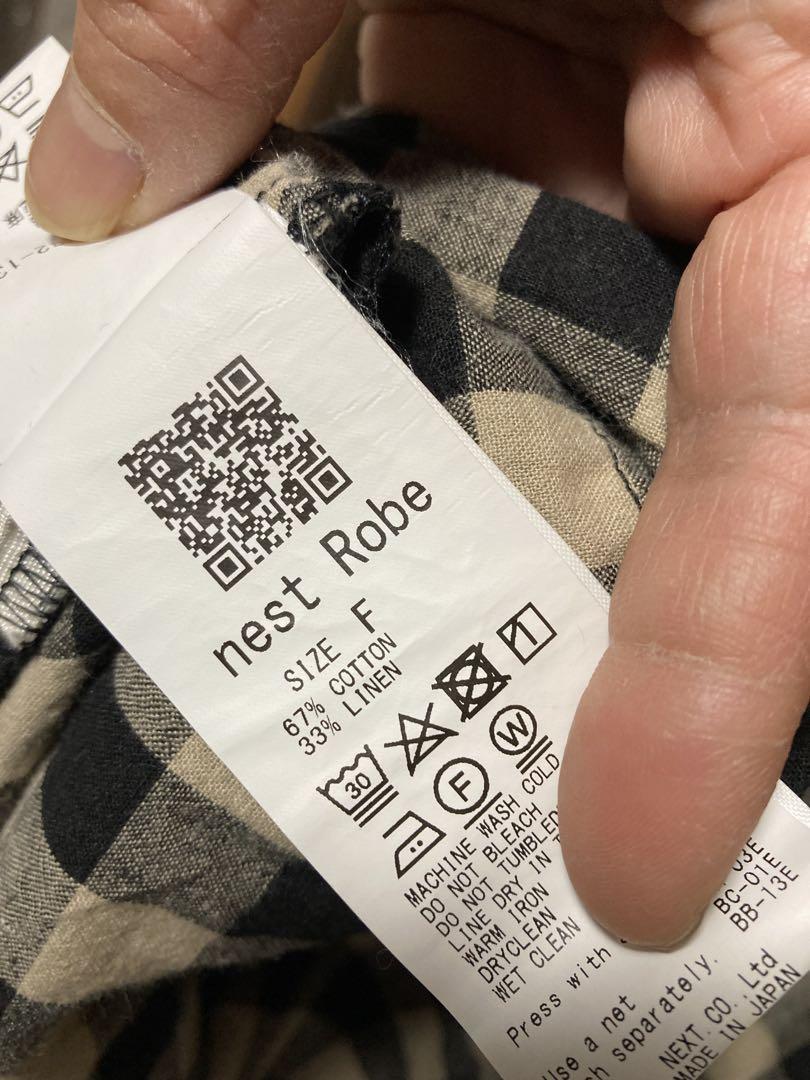 nest Robe
SIZE F
67% COTTON
33% LINEN
30
F
W
MACHINE WASH COLD
DO NOT BLEACH
DO NOT TUMBLED
LINE DRY IN
WARM IRON
DRYCLEAN
WET CLEAN
Press with
a net
separately.
03E
BC-01E
BB-13E
NEXT.CO.Ltd
MADE IN JAPAN